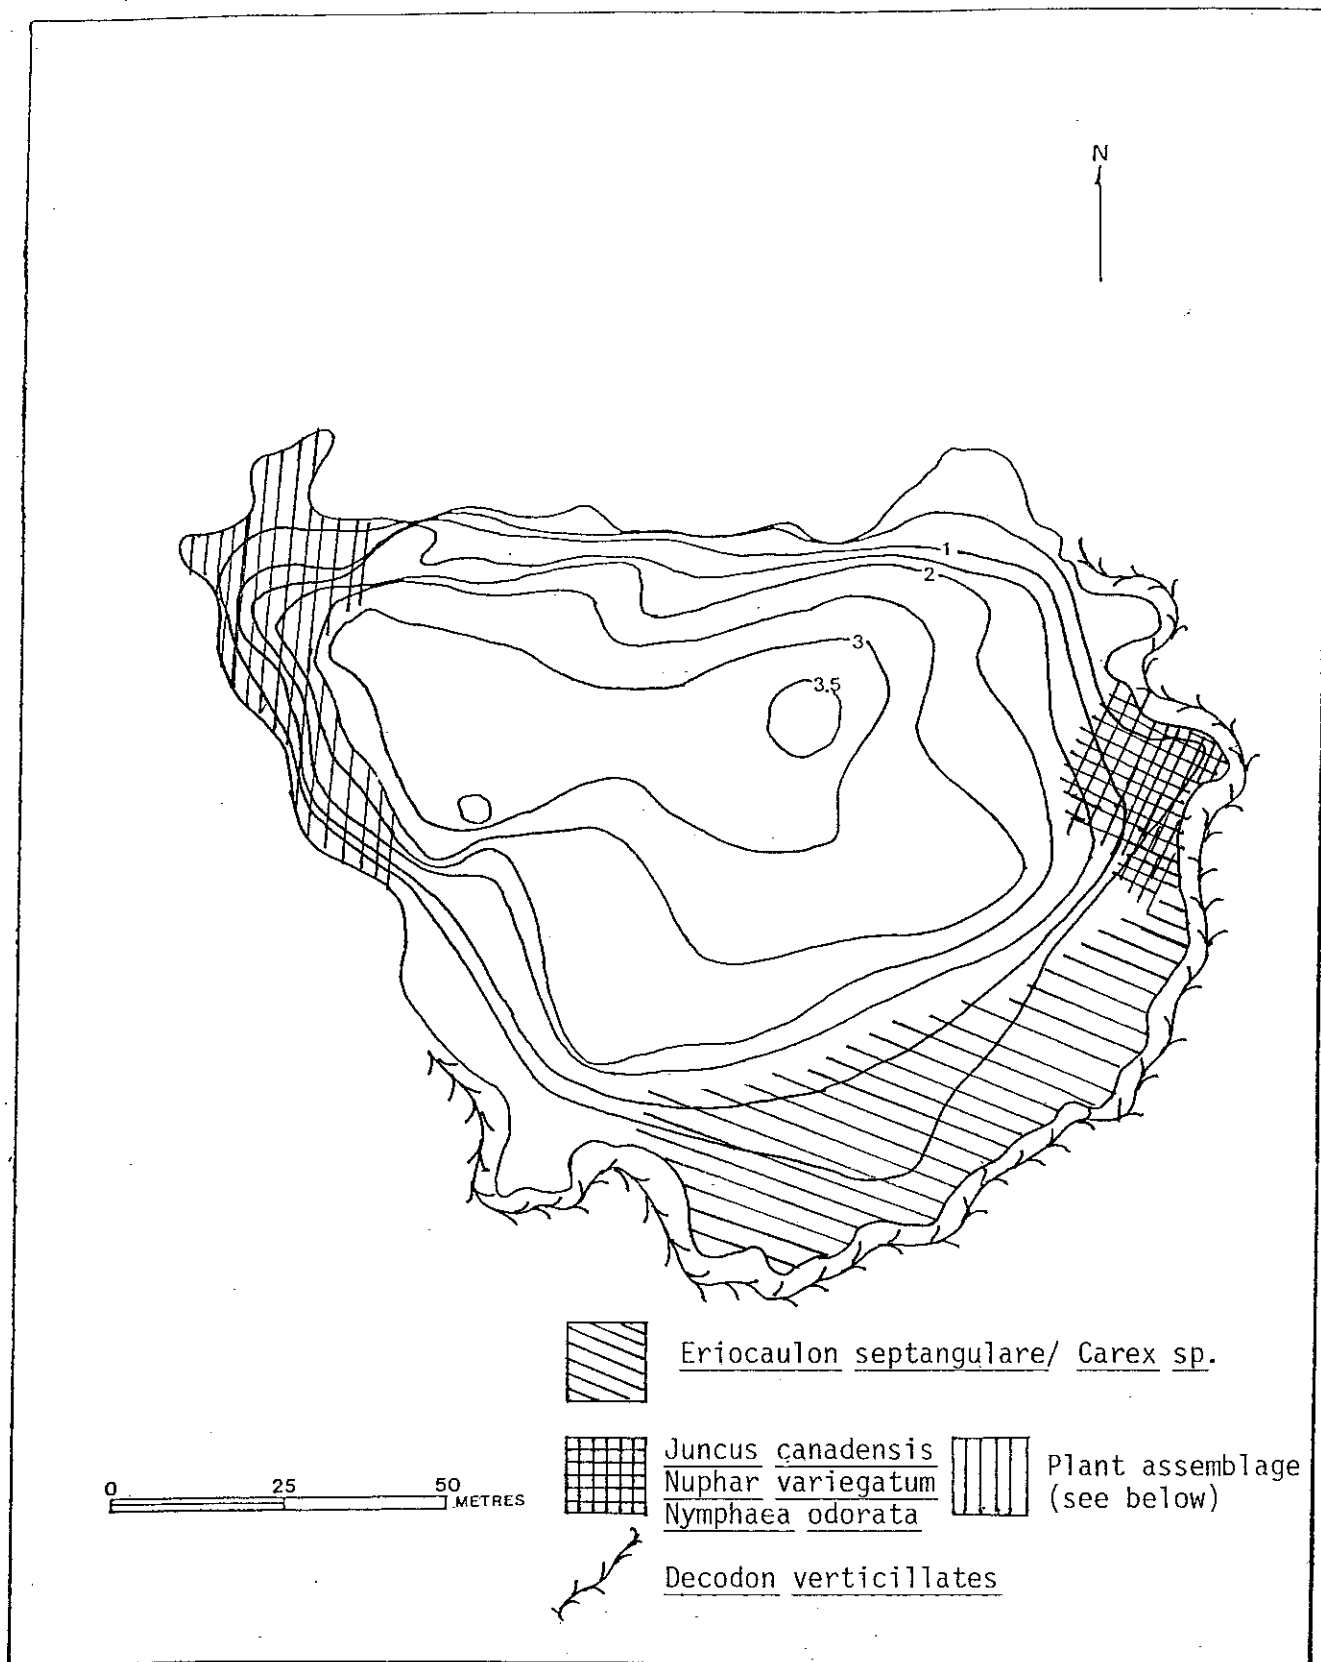 N
1
2
3
3.5
Eriocaulon septangulare/ Carex sp.
Juncus canadensis
Nuphar variegatum
Nymphaea odorata
Plant assemblage
(see below)
0 25 50 METRES
Decodon verticillates